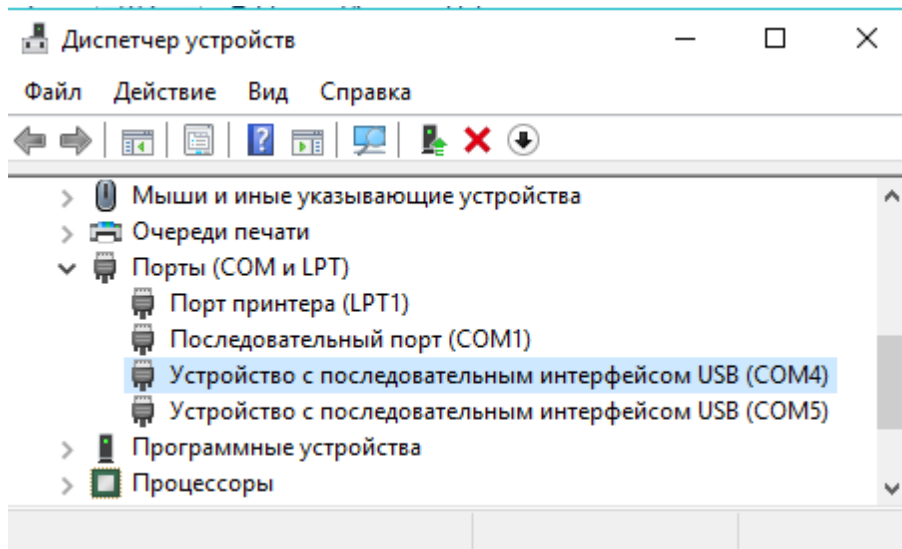 Диспетчер устройств
Файл Действие Вид Справка
Мыши и иные указывающие устройства
Очереди печати
Порты (COM и LPT)
Порт принтера (LPT1)
Последовательный порт (COM1)
Устройство с последовательным интерфейсом USB (COM4)
Устройство с последовательным интерфейсом USB (COM5)
Программные устройства
Процессоры